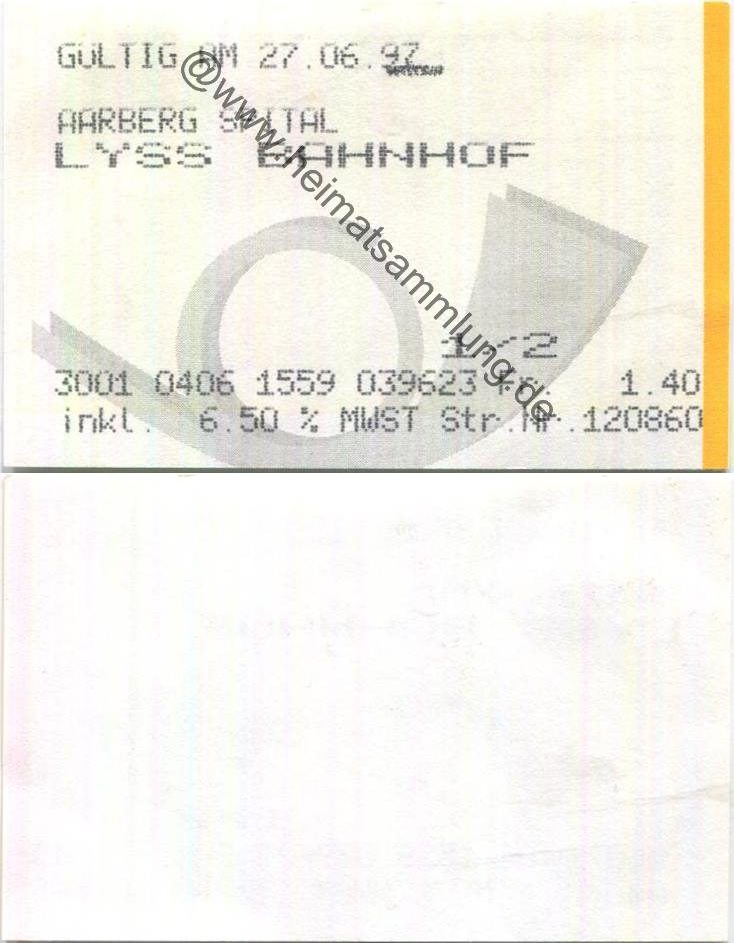 GÜLTIG AM 27.06.97
AARBERG SPITAL
LYSS BAHNHOF
@www.heimatsammlung.de
1/2
3001 0406 1559 039623 Fr. 1.40
inkl. 6.50 % MWST Str.Nr.120860